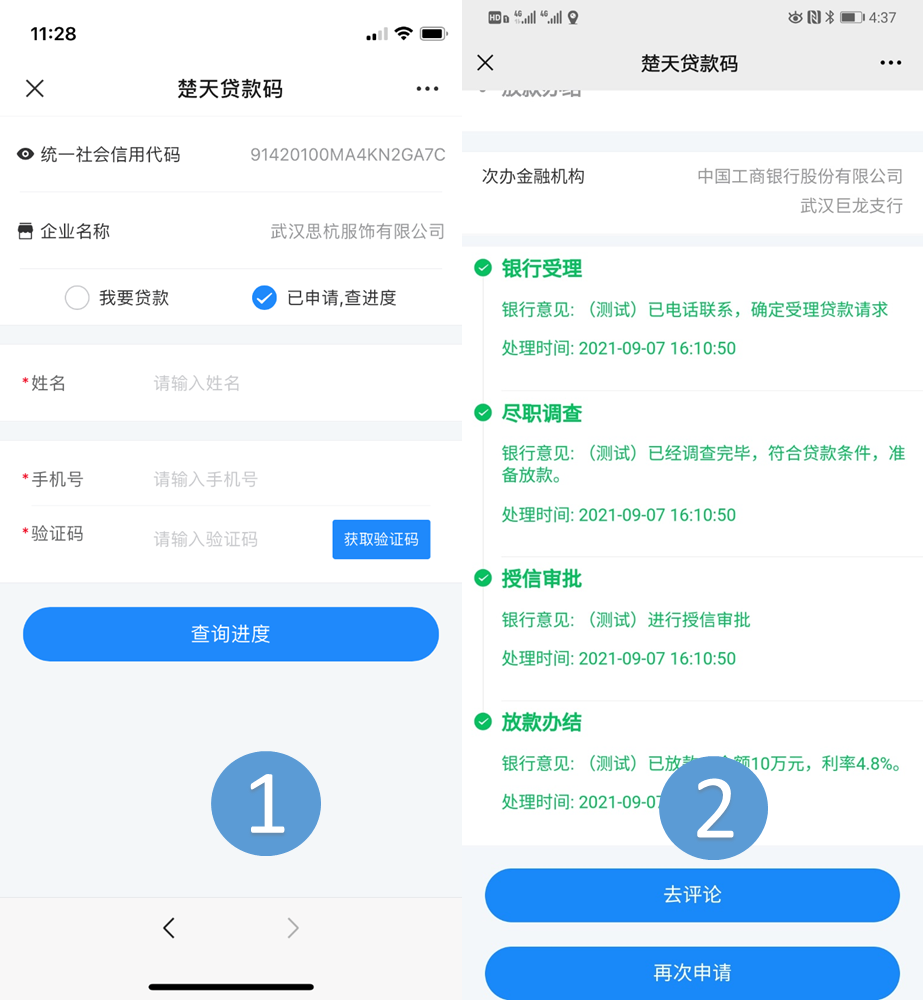 11:28
楚天贷款码
统一社会信用代码 91420100MA4KN2GA7C
企业名称 武汉思杭服饰有限公司
我要贷款 已申请,查进度
*姓名 请输入姓名
*手机号 请输入手机号
*验证码 请输入验证码 获取验证码
查询进度
1
HD 4G 4G 4:37
楚天贷款码
放款办结
次办金融机构 中国工商银行股份有限公司
武汉巨龙支行
银行受理
银行意见: （测试）已电话联系，确定受理贷款请求
处理时间: 2021-09-07 16:10:50
尽职调查
银行意见: （测试）已经调查完毕，符合贷款条件，准
备放款。
处理时间: 2021-09-07 16:10:50
授信审批
银行意见: （测试）进行授信审批
处理时间: 2021-09-07 16:10:50
放款办结
银行意见: （测试）已放款 金额10万元，利率4.8%。
处理时间: 2021-09-07
2
去评论
再次申请